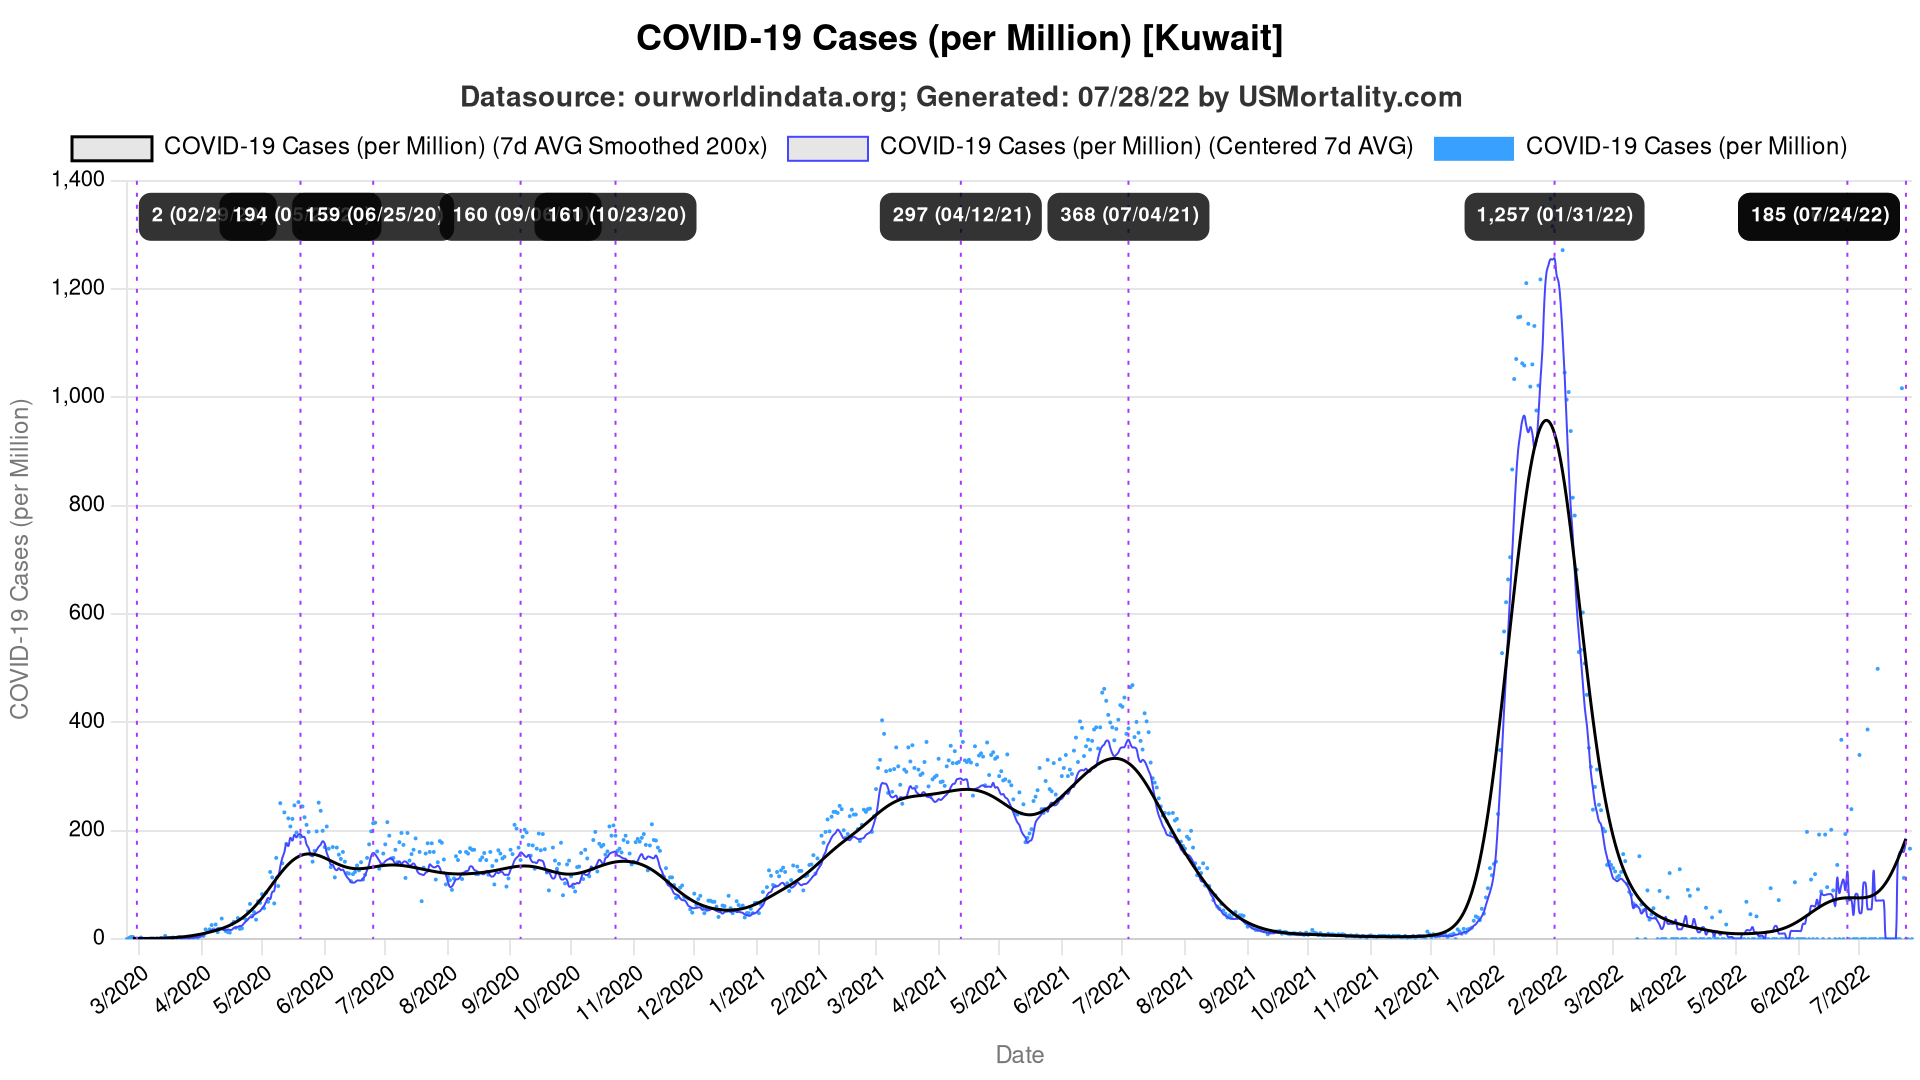 COVID-19 Cases (per Million) [Kuwait]
Datasource: ourworldindata.org; Generated: 07/28/22 by USMortality.com
COVID-19 Cases (per Million) (7d AVG Smoothed 200x) COVID-19 Cases (per Million) (Centered 7d AVG) COVID-19 Cases (per Million)
2 (02/29 194 (05 159 (06/25/20) 160 (09/0 161 (10/23/20) 297 (04/12/21) 368 (07/04/21) 1,257 (01/31/22) 185 (07/24/22)
1,400
1,200
1,000
800
600
400
200
0
COVID-19 Cases (per Million)
3/2020 4/2020 5/2020 6/2020 7/2020 8/2020 9/2020 10/2020 11/2020 12/2020 1/2021 2/2021 3/2021 4/2021 5/2021 6/2021 7/2021 8/2021 9/2021 10/2021 11/2021 12/2021 1/2022 2/2022 3/2022 4/2022 5/2022 6/2022 7/2022
Date